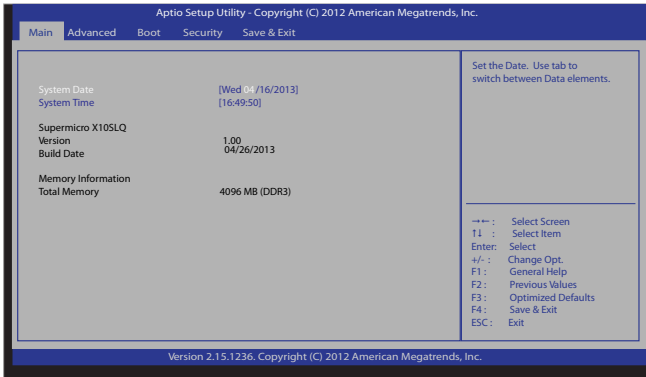 Aptio Setup Utility - Copyright (C) 2012 American Megatrends, Inc.
Main Advanced Boot Security Save & Exit
System Date [Wed 04 /16/2013]
System Time [16:49:50]
Supermicro X10SLQ
Version 1.00
Build Date 04/26/2013
Memory Information
Total Memory 4096 MB (DDR3)
Set the Date. Use tab to
switch between Data elements.
→←: Select Screen
↑↓ : Select Item
Enter: Select
+/- : Change Opt.
F1 : General Help
F2 : Previous Values
F3 : Optimized Defaults
F4 : Save & Exit
ESC : Exit
Version 2.15.1236. Copyright (C) 2012 American Megatrends, Inc.